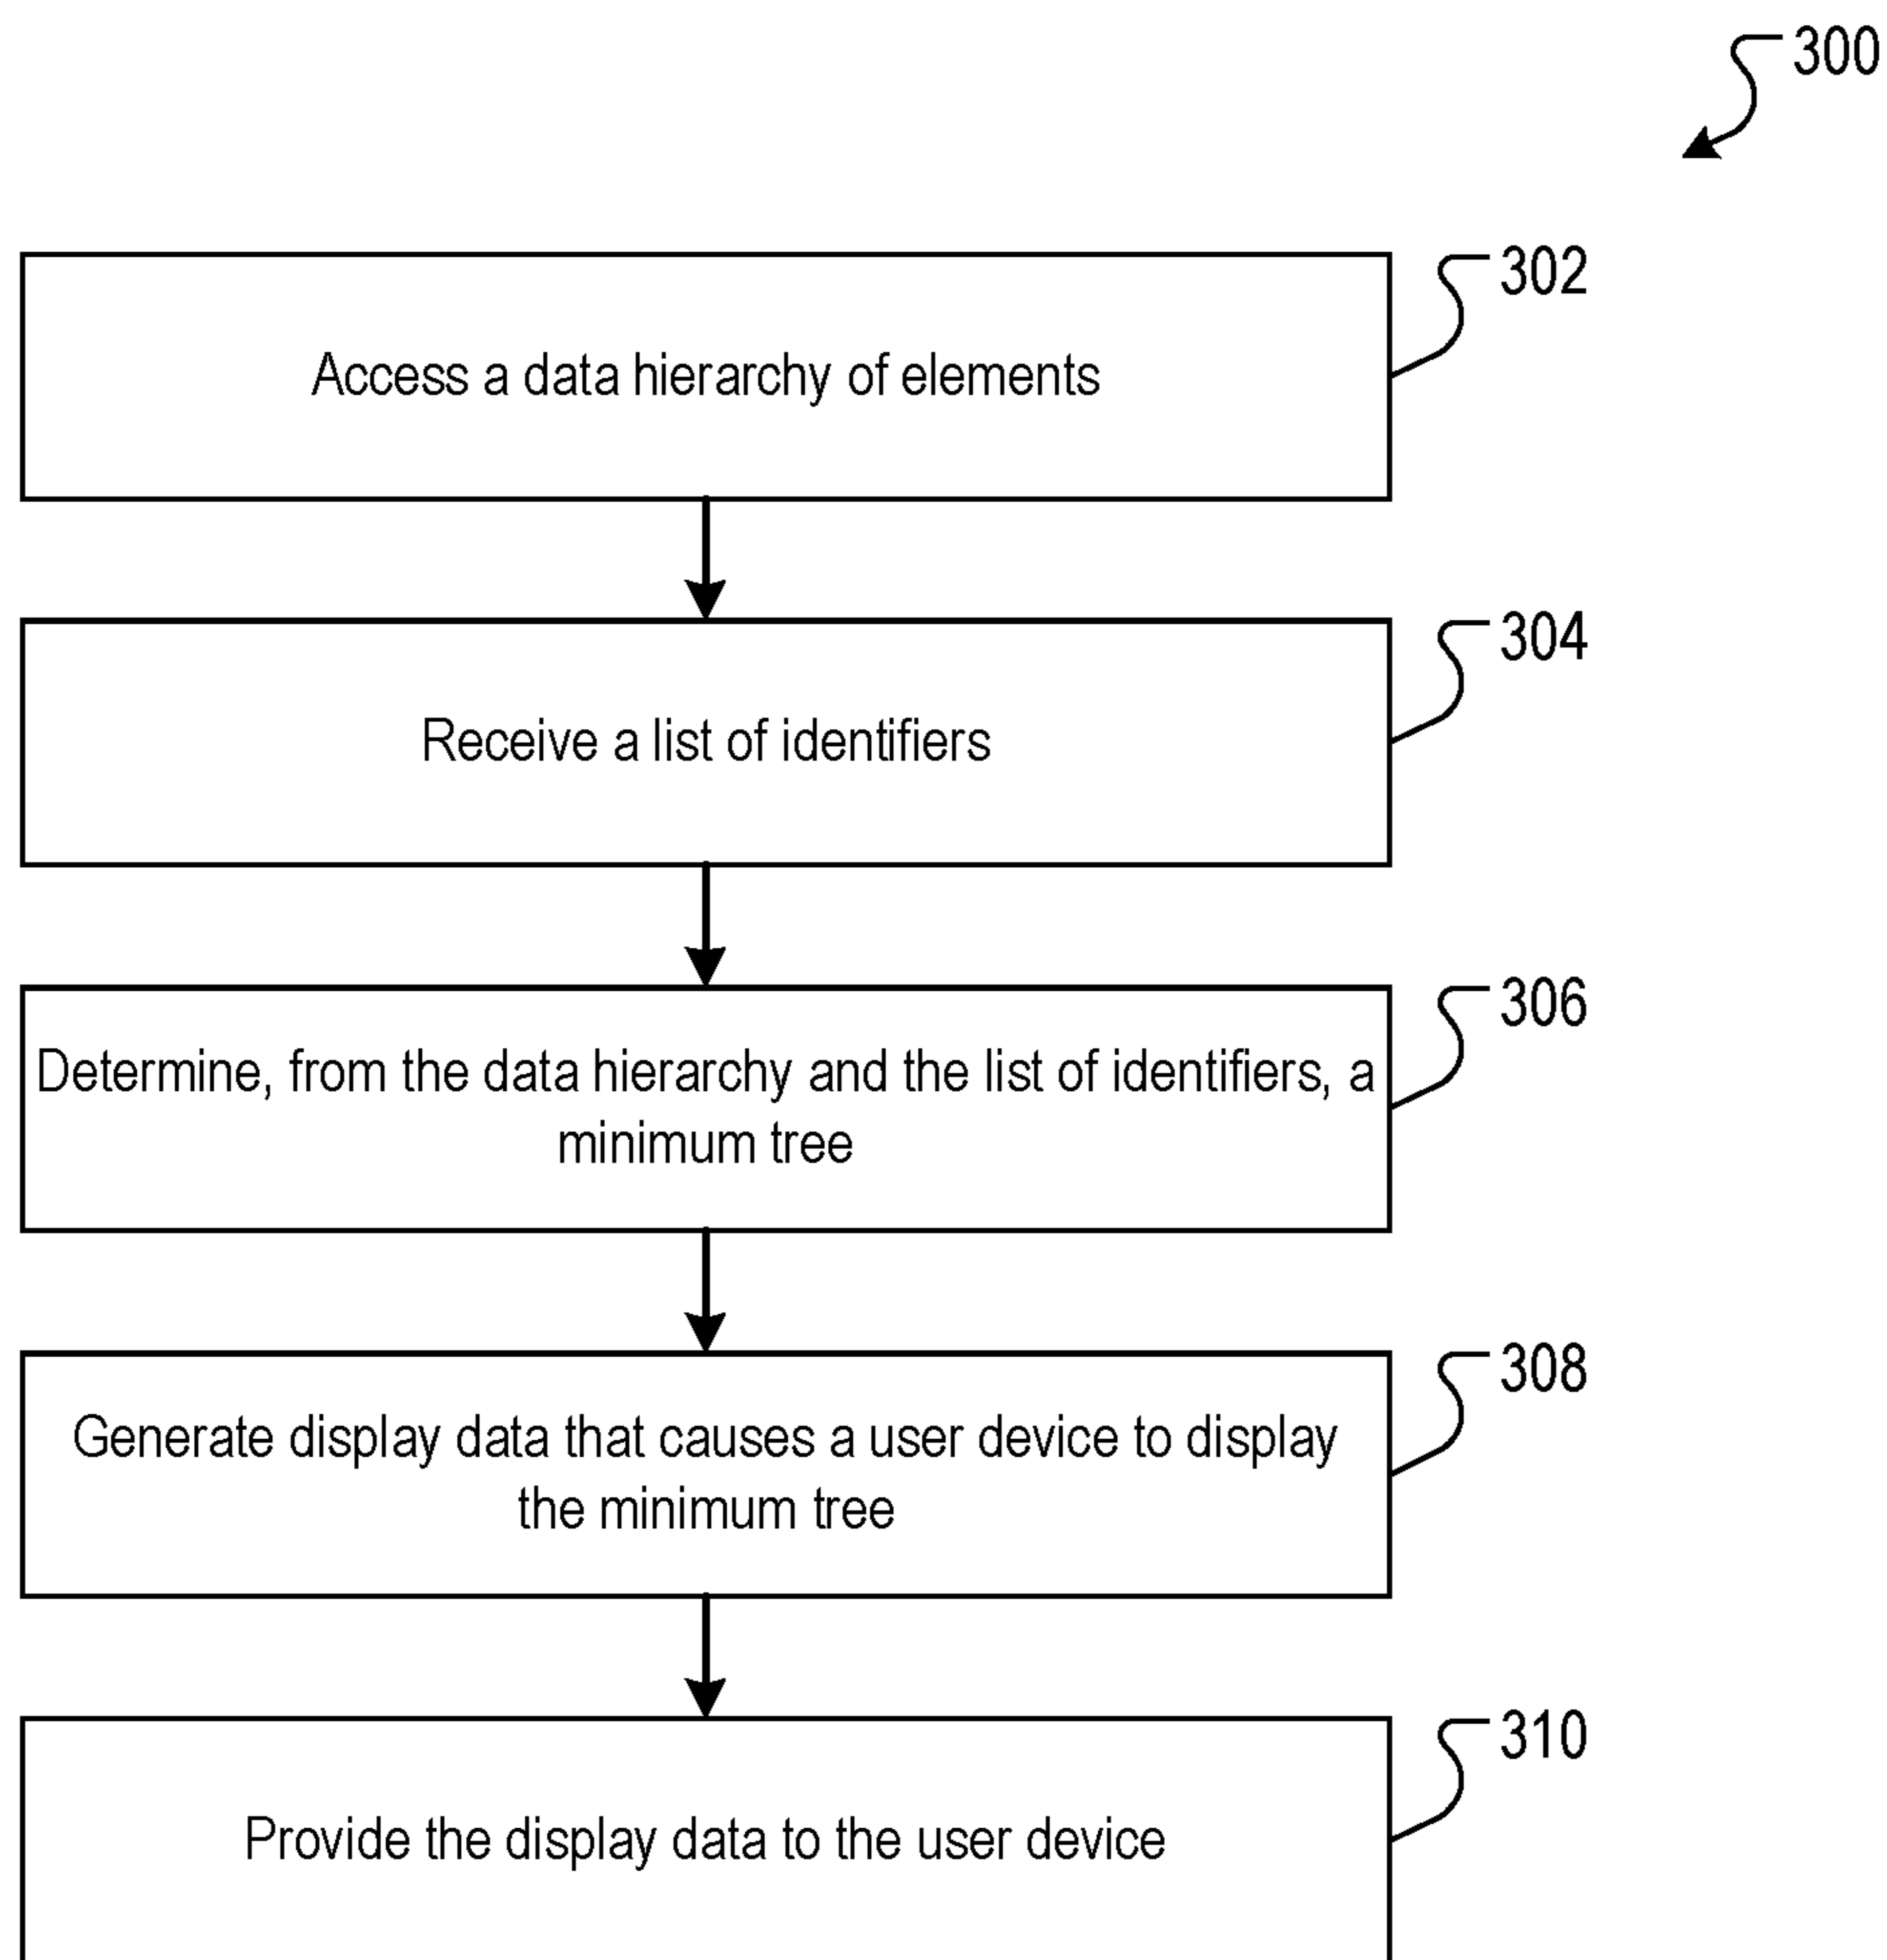 300
302
Access a data hierarchy of elements
304
Receive a list of identifiers
306
Determine, from the data hierarchy and the list of identifiers, a
minimum tree
308
Generate display data that causes a user device to display
the minimum tree
310
Provide the display data to the user device